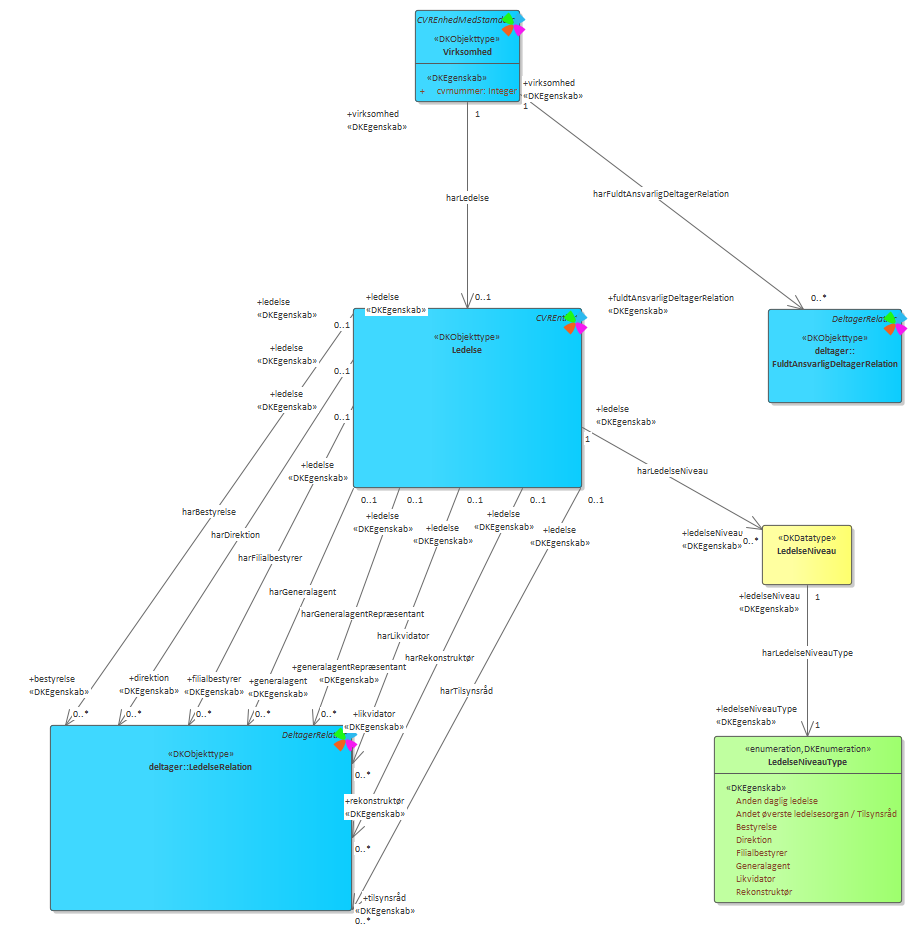 CVREnhedMedStamda
«DKObjekttype»
Virksomhed
«DKEgenskab»
+ cvrnummer: Integer
+virksomhed
«DKEgenskab»
1
+virksomhed
«DKEgenskab»
1
harLedelse
harFuldtAnsvarligDeltagerRelation
0..1
0..*
+ledelse
«DKEgenskab»
+fuldtAnsvarligDeltagerRelation
«DKEgenskab»
DeltagerRelat
«DKObjekttype»
deltager::
FuldtAnsvarligDeltagerRelation
CVREn
«DKObjekttype»
Ledelse
+ledelse
«DKEgenskab»
0..1
+ledelse
«DKEgenskab»
0..1
+ledelse
«DKEgenskab»
0..1
+ledelse
«DKEgenskab»
1
harLedelseNiveau
+ledelse
«DKEgenskab»
0..1
0..1
0..1
0..1
0..1
+ledelse
«DKEgenskab»
+ledelse
«DKEgenskab»
+ledelse
«DKEgenskab»
+ledelse
«DKEgenskab»
+ledelseNiveau
«DKEgenskab»
0..*
«DKDatatype»
LedelseNiveau
harBestyrelse
harDirektion
harFilialbestyrer
harGeneralagent
harGeneralagentRepræsentant
harLikvidator
harRekonstruktør
harTilsynsråd
+ledelseNiveau
«DKEgenskab»
1
harLedelseNiveauType
+ledelseNiveauType
«DKEgenskab»
1
+bestyrelse
«DKEgenskab»
0..*
+direktion
«DKEgenskab»
0..*
+filialbestyrer
«DKEgenskab»
0..*
+generalagent
«DKEgenskab»
0..*
+generalagentRepræsentant
«DKEgenskab»
0..*
+likvidator
«DKEgenskab»
0..*
+rekonstruktør
«DKEgenskab»
0..*
+tilsynsråd
«DKEgenskab»
0..*
DeltagerRelat
«DKObjekttype»
deltager::LedelseRelation
«enumeration,DKEnumeration»
LedelseNiveauType
«DKEgenskab»
Anden daglig ledelse
Andet øverste ledelsesorgan / Tilsynsråd
Bestyrelse
Direktion
Filialbestyrer
Generalagent
Likvidator
Rekonstruktør